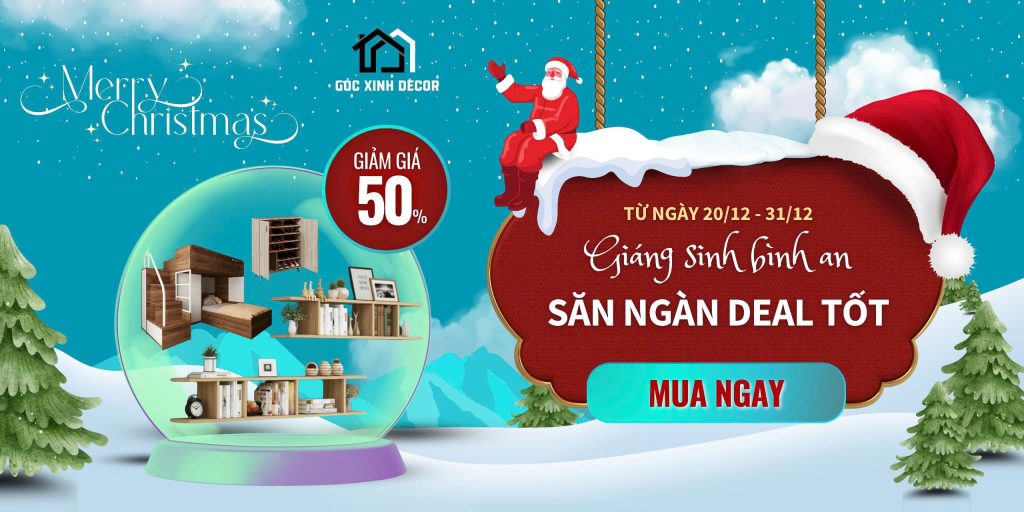 Merry
Christmas
GÓC XINH DÉCOR
GIẢM GIÁ
50%
TỪ NGÀY 20/12 - 31/12
Giáng sinh bình an
SĂN NGÀN DEAL TỐT
MUA NGAY